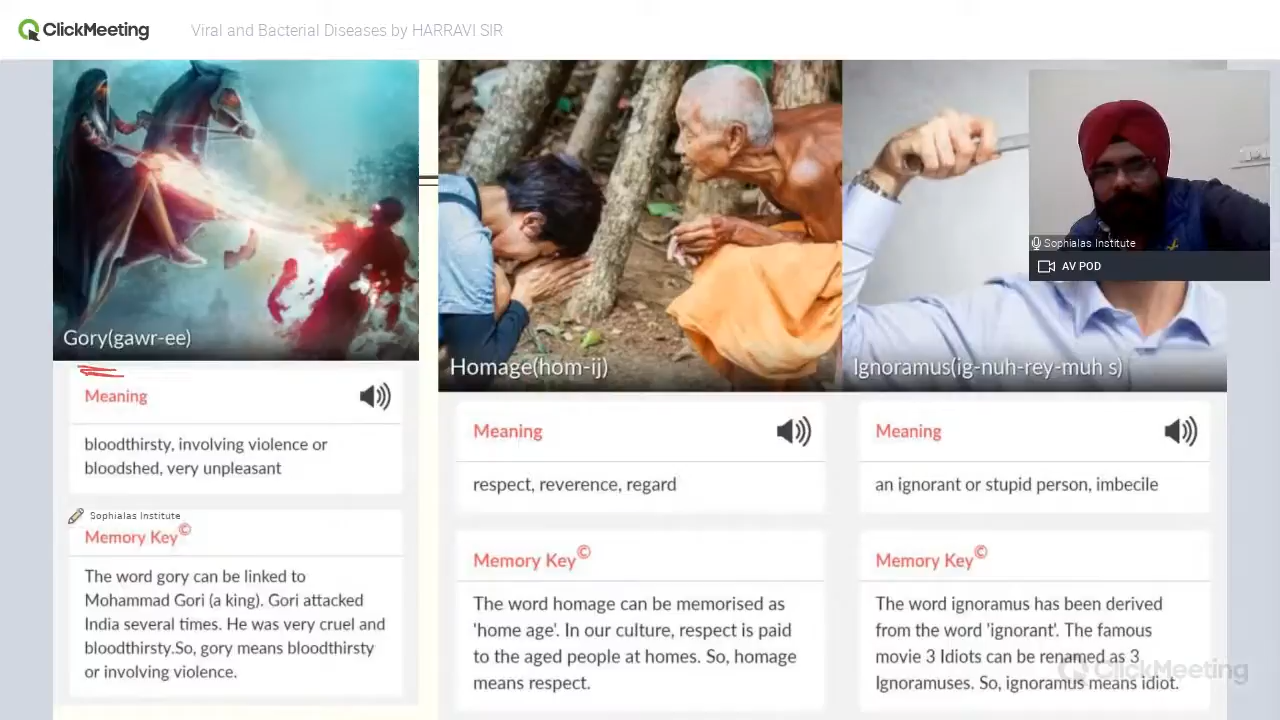 ClickMeeting
Viral and Bacterial Diseases by HARRAVI SIR
Gory(gawr-ee)
Meaning
bloodthirsty, involving violence or
bloodshed, very unpleasant
Sophialas Institute
Memory Key©
The word gory can be linked to
Mohammad Gori (a king). Gori attacked
India several times. He was very cruel and
bloodthirsty.So, gory means bloodthirsty
or involving violence.
Homage(hom-ij)
Meaning
respect, reverence, regard
Memory Key©
The word homage can be memorised as
'home age'. In our culture, respect is paid
to the aged people at homes. So, homage
means respect.
Ignoramus(ig-nuh-rey-muh s)
Meaning
an ignorant or stupid person, imbecile
Memory Key©
The word ignoramus has been derived
from the word 'ignorant'. The famous
movie 3 Idiots can be renamed as 3
Ignoramuses. So, ignoramus means idiot.
Sophialas Institute
AV POD
ClickMeeting